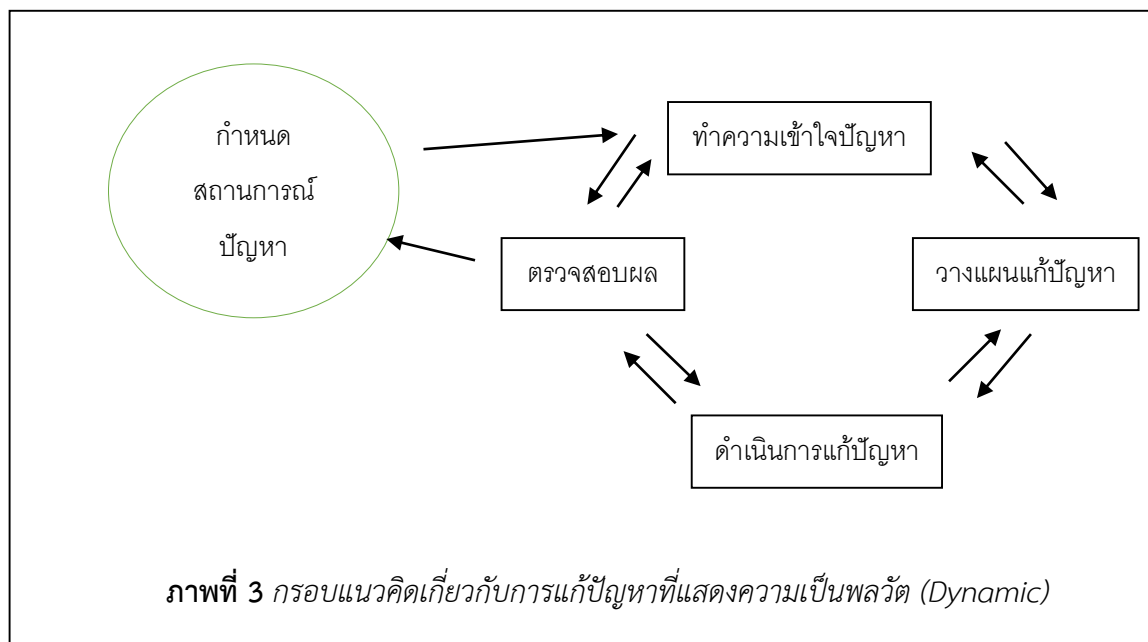 กำหนด
สถานการณ์
ปัญหา
ทำความเข้าใจปัญหา
ตรวจสอบผล
วางแผนแก้ปัญหา
ดำเนินการแก้ปัญหา
ภาพที่ 3 กรอบแนวคิดเกี่ยวกับการแก้ปัญหาที่แสดงความเป็นพลวัต (Dynamic)